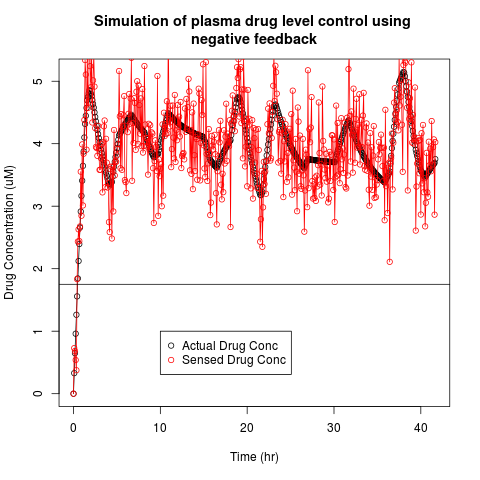 Simulation of plasma drug level control using
negative feedback
Drug Concentration (uM)
5
4
3
2
1
0
Actual Drug Conc
Sensed Drug Conc
0 10 20 30 40
Time (hr)